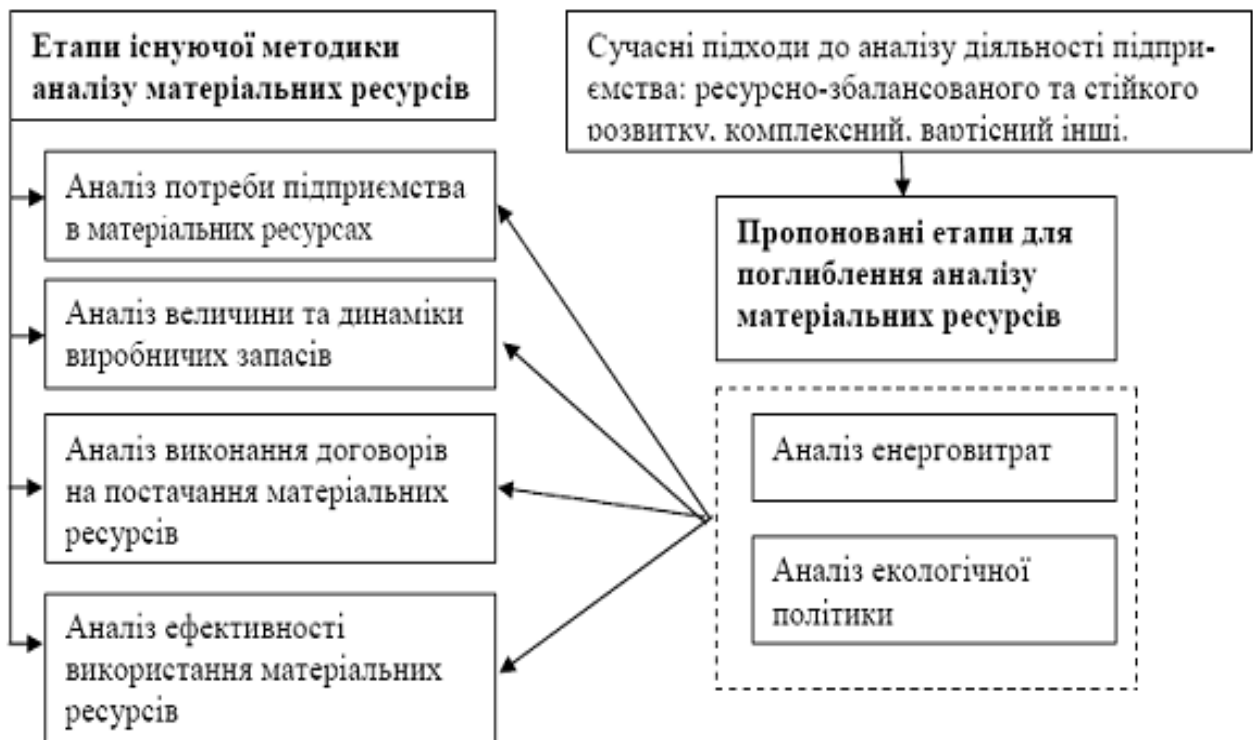 Етапи існуючої методики
аналізу матеріальних ресурсів
Аналіз потреби підприємства
в матеріальних ресурсах
Аналіз величини та динаміки
виробничих запасів
Аналіз виконання договорів
на постачання матеріальних
ресурсів
Аналіз ефективності
використання матеріальних
ресурсів
Сучасні підходи до аналізу діяльності підпри-
ємства: ресурсно-збалансованого та стійкого
розвитку, комплексний, вартісний інші.
Пропоновані етапи для
поглиблення аналізу
матеріальних ресурсів
Аналіз енерговитрат
Аналіз екологічної
політики